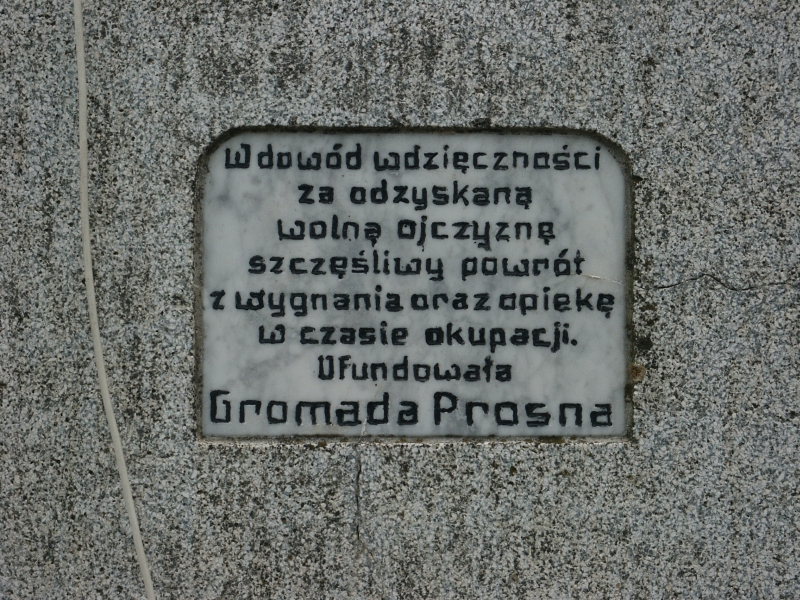 W dowód wdzięczności
za odzyskaną
wolną ojczyznę
szczęśliwy powrót
z wygnania oraz opiekę
w czasie okupacji.
Ufundowała
Gromada Prosna